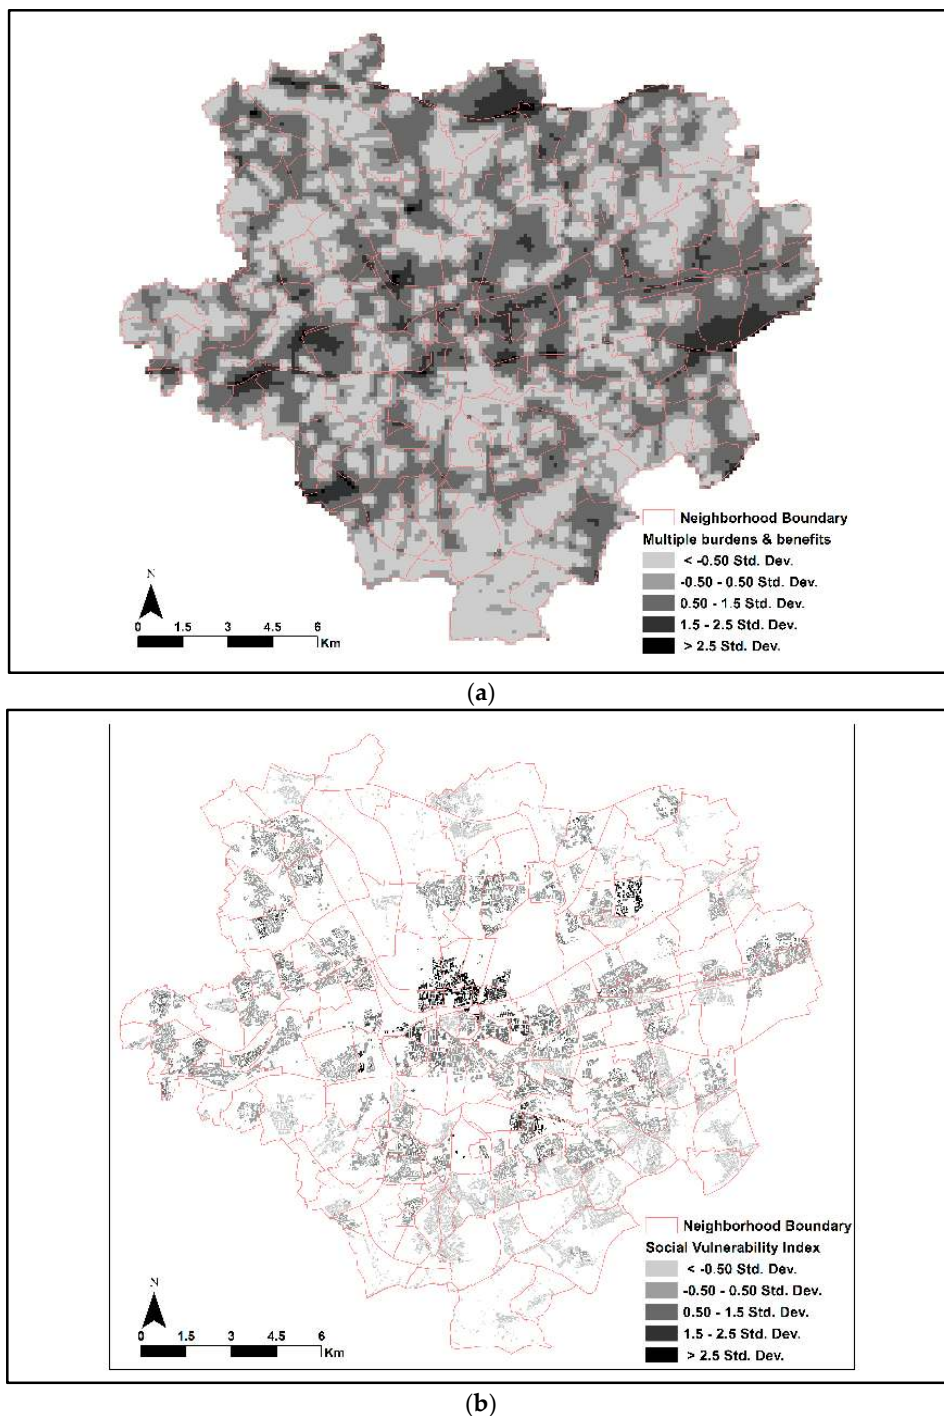 Neighborhood Boundary
Multiple burdens & benefits
< -0.50 Std. Dev.
-0.50 - 0.50 Std. Dev.
0.50 - 1.5 Std. Dev.
1.5 - 2.5 Std. Dev.
> 2.5 Std. Dev.
N
0 1.5 3 4.5 6
Km
(a)
Neighborhood Boundary
Social Vulnerability Index
< -0.50 Std. Dev.
-0.50 - 0.50 Std. Dev.
0.50 - 1.5 Std. Dev.
1.5 - 2.5 Std. Dev.
> 2.5 Std. Dev.
N
0 1.5 3 4.5 6
Km
(b)